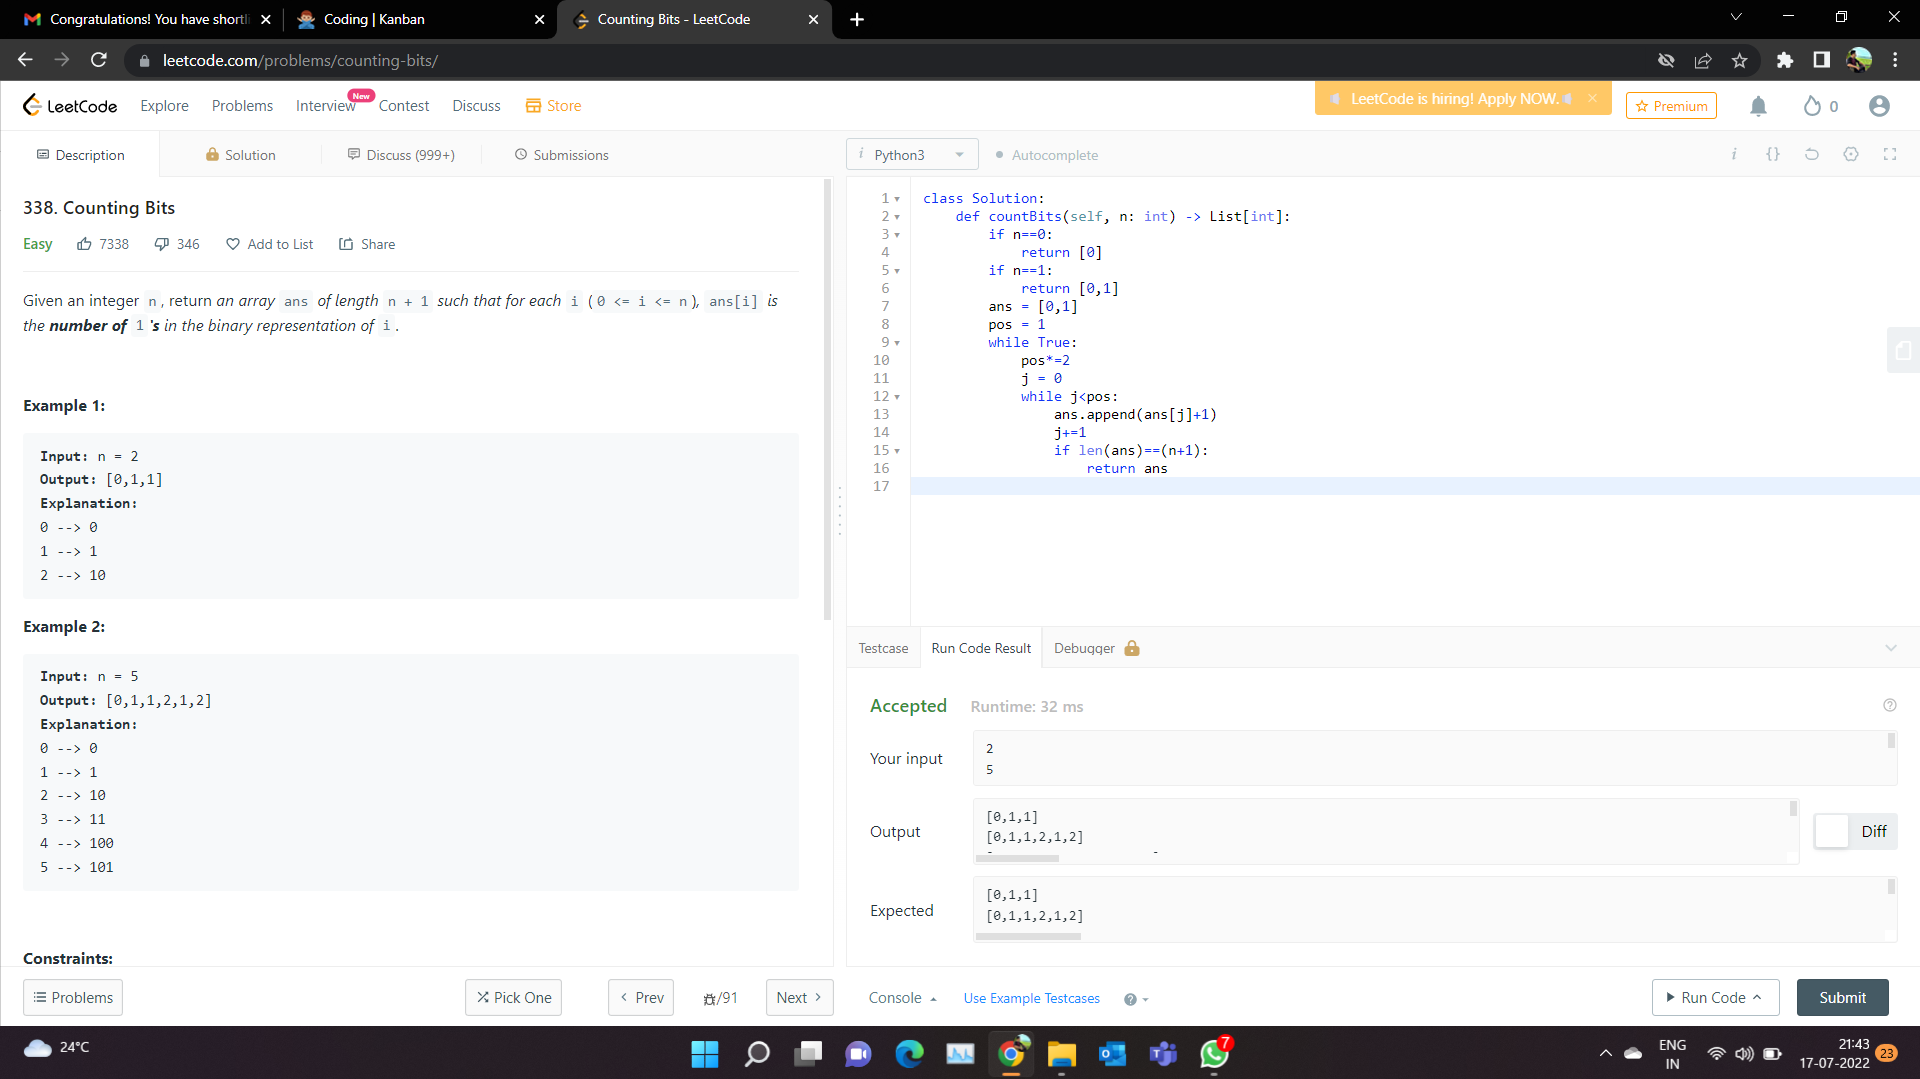 Congratulations! You have shortli
Coding | Kanban
Counting Bits - LeetCode
leetcode.com/problems/counting-bits/
LeetCode
Explore
Problems
Interview
New
Contest
Discuss
Store
LeetCode is hiring! Apply NOW.
Premium
0
Description
Solution
Discuss (999+)
Submissions
i
Python3
Autocomplete
i
{}
338. Counting Bits
Easy
7338
346
Add to List
Share
Given an integer n, return an array ans of length n + 1 such that for each i (0 <= i <= n), ans[i] is
the number of 1's in the binary representation of i.
Example 1:
Input: n = 2
Output: [0,1,1]
Explanation:
0 --> 0
1 --> 1
2 --> 10
Example 2:
Input: n = 5
Output: [0,1,1,2,1,2]
Explanation:
0 --> 0
1 --> 1
2 --> 10
3 --> 11
4 --> 100
5 --> 101
Constraints:
Problems
Pick One
Prev
/91
Next
1 class Solution:
2     def countBits(self, n: int) -> List[int]:
3         if n==0:
4             return [0]
5         if n==1:
6             return [0,1]
7         ans = [0,1]
8         pos = 1
9         while True:
10             pos*=2
11             j = 0
12             while j<pos:
13                 ans.append(ans[j]+1)
14                 j+=1
15                 if len(ans)==(n+1):
16                     return ans
17
Testcase
Run Code Result
Debugger
Accepted
Runtime: 32 ms
Your input
2
5
Output
[0,1,1]
[0,1,1,2,1,2]
Diff
Expected
[0,1,1]
[0,1,1,2,1,2]
Console
Use Example Testcases
Run Code
Submit
24°C
7
ENG
IN
21:43
17-07-2022
23